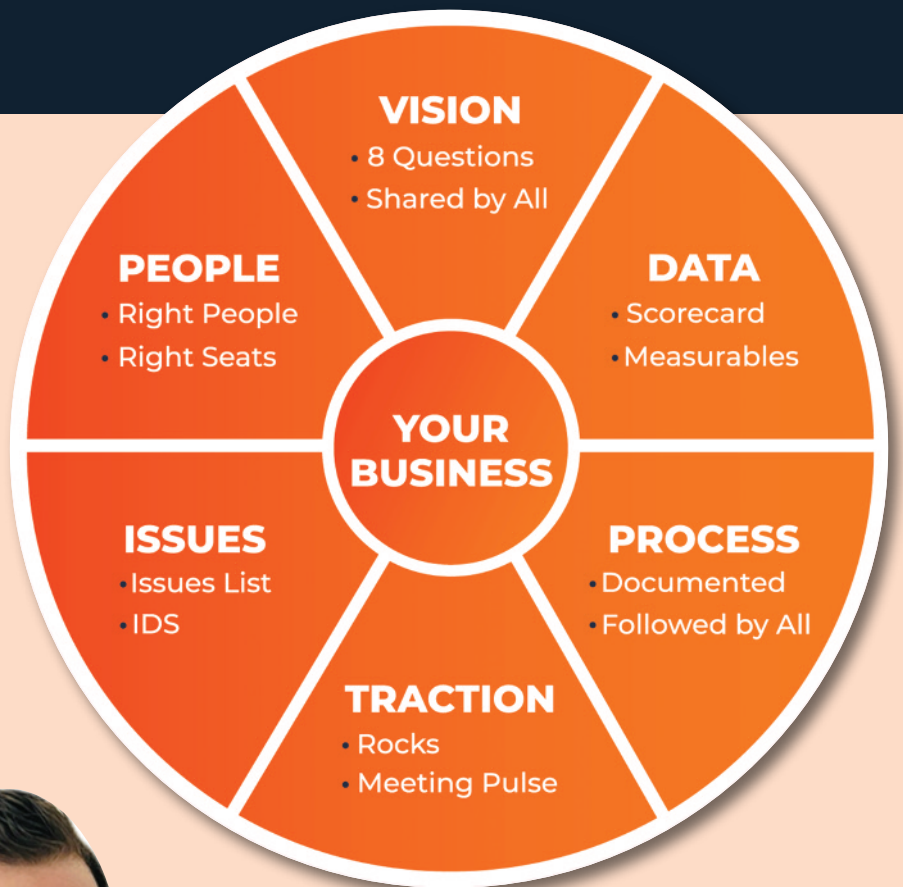 VISION
• 8 Questions
• Shared by All
PEOPLE
• Right People
• Right Seats
DATA
• Scorecard
• Measurables
YOUR
BUSINESS
ISSUES
• Issues List
• IDS
PROCESS
• Documented
• Followed by All
TRACTION
• Rocks
• Meeting Pulse